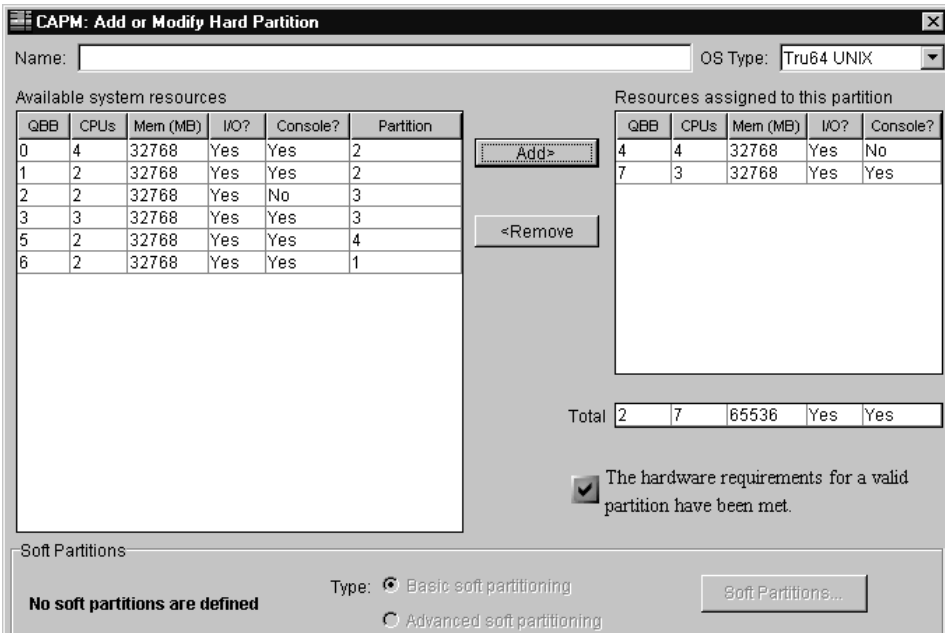 CAPM: Add or Modify Hard Partition
Name: OS Type: Tru64 UNIX
Available system resources
QBB CPUs Mem (MB) I/O? Console? Partition
0 4 32768 Yes Yes 2
1 2 32768 Yes Yes 2
2 2 32768 Yes No 3
3 3 32768 Yes Yes 3
5 2 32768 Yes Yes 4
6 2 32768 Yes Yes 1
Add>
<Remove
Resources assigned to this partition
QBB CPUs Mem (MB) I/O? Console?
4 4 32768 Yes No
7 3 32768 Yes Yes
Total 2 7 65536 Yes Yes
The hardware requirements for a valid
partition have been met.
Soft Partitions
No soft partitions are defined
Type: Basic soft partitioning
Advanced soft partitioning
Soft Partitions...